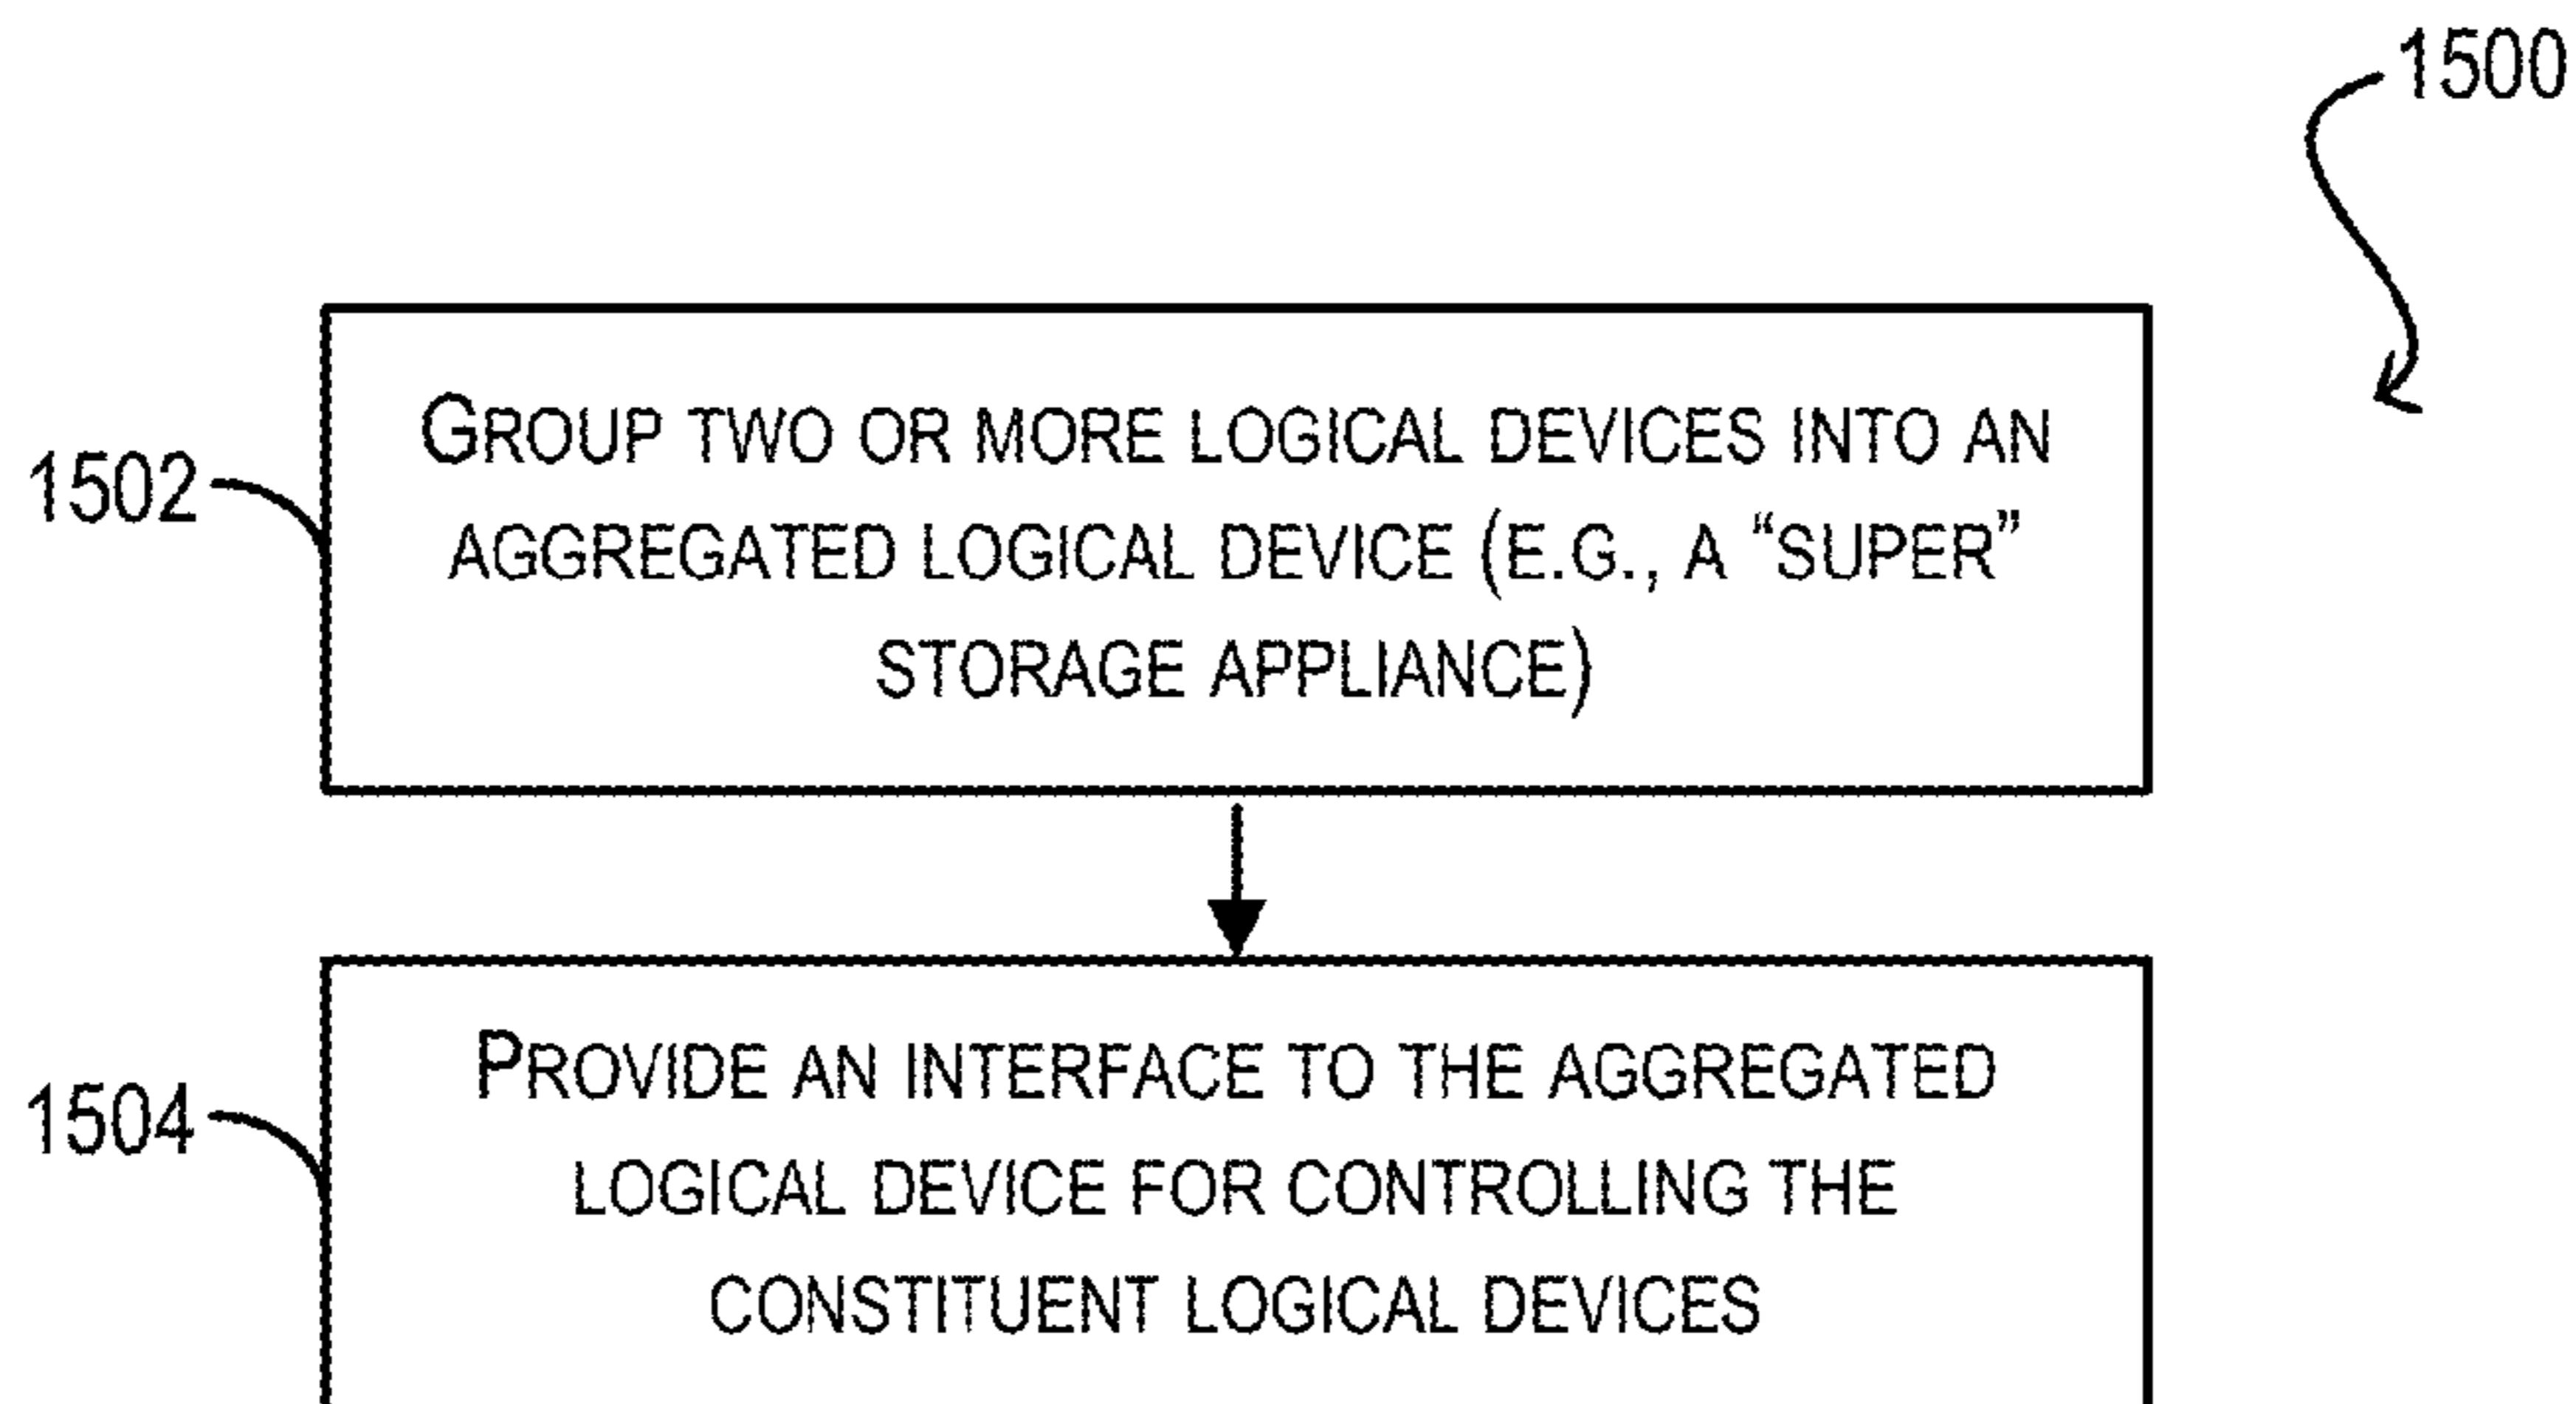 1500
1502
GROUP TWO OR MORE LOGICAL DEVICES INTO AN
AGGREGATED LOGICAL DEVICE (E.G., A “SUPER”
STORAGE APPLIANCE)
1504
PROVIDE AN INTERFACE TO THE AGGREGATED
LOGICAL DEVICE FOR CONTROLLING THE
CONSTITUENT LOGICAL DEVICES